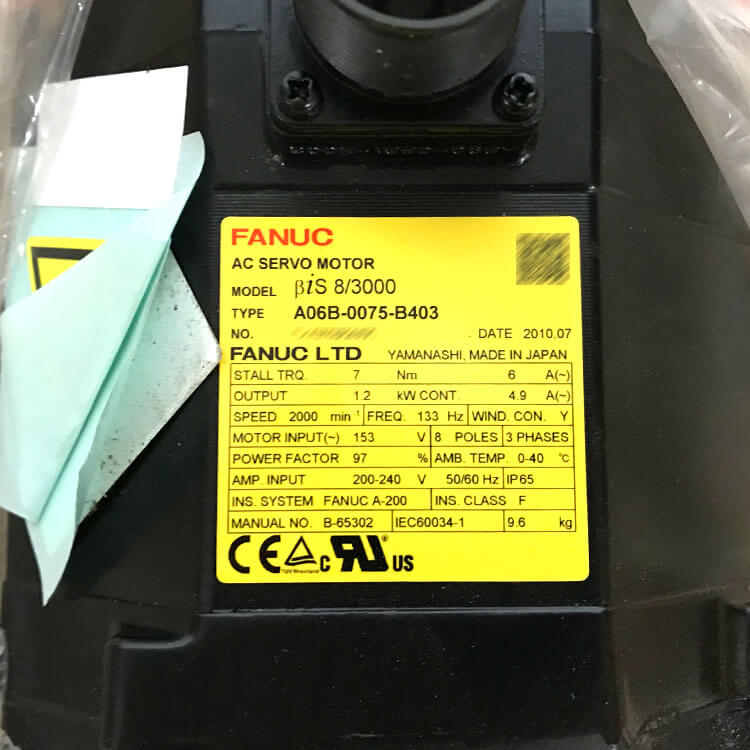 FANUC
AC SERVO MOTOR
MODEL βiS 8/3000
TYPE A06B-0075-B403
NO. DATE 2010.07
FANUC LTD YAMANASHI, MADE IN JAPAN
STALL TRQ. 7 Nm 6 A(~)
OUTPUT 1.2 kW CONT. 4.9 A(~)
SPEED 2000 min⁻¹ FREQ. 133 Hz WIND. CON. Y
MOTOR INPUT(~) 153 V 8 POLES 3 PHASES
POWER FACTOR 97 % AMB. TEMP. 0-40 ℃
AMP. INPUT 200-240 V 50/60 Hz IP65
INS. SYSTEM FANUC A-200 INS. CLASS F
MANUAL NO. B-65302 IEC60034-1 9.6 kg
CE TÜV Rheinland c RU US